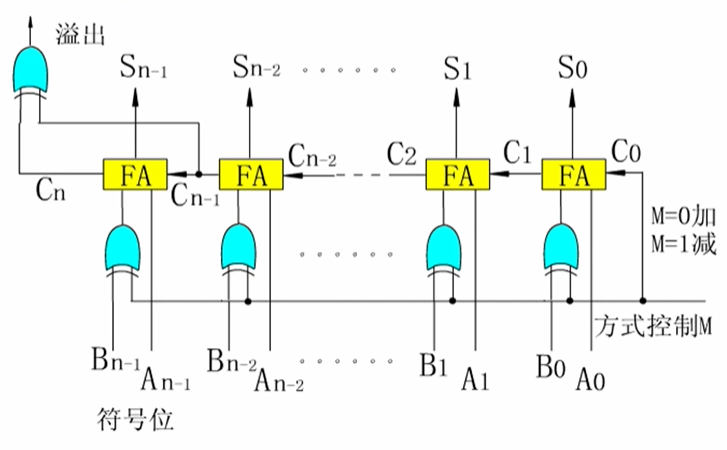 溢出
Sn-1 Sn-2 S1 S0
FA Cn-1 FA Cn-2 C2 FA C1 FA C0
Cn
M=0加
M=1减
方式控制M
Bn-1 An-1 Bn-2 An-2 B1 A1 B0 A0
符号位